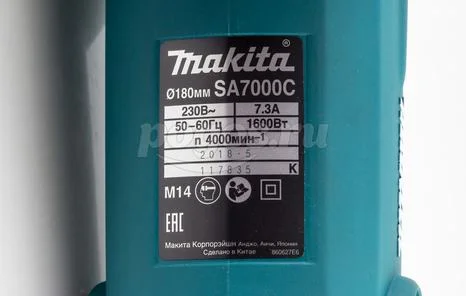 makita®
Ø180мм SA7000C
230В~ 7.3А
50-60Гц 1600Вт
n 4000мин-1
2018-5
117835 K
M14
EAC
Макита Корпорэйшн Анджо, Аичи, Япония
Сделано в Китае 860627E6